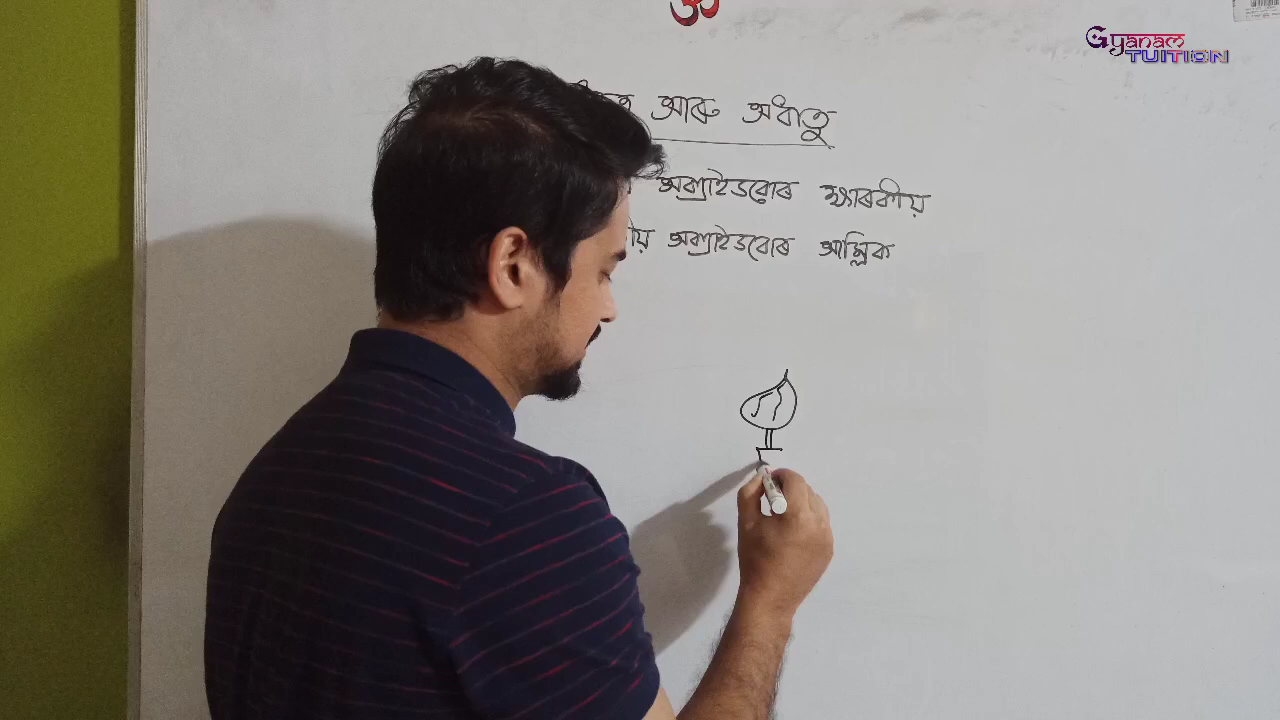 ॐ
Gyanam
TUITION
আৰু অধাতু
অক্সাইডবোৰ ক্ষাৰকীয়
অক্সাইডবোৰ আম্লিক